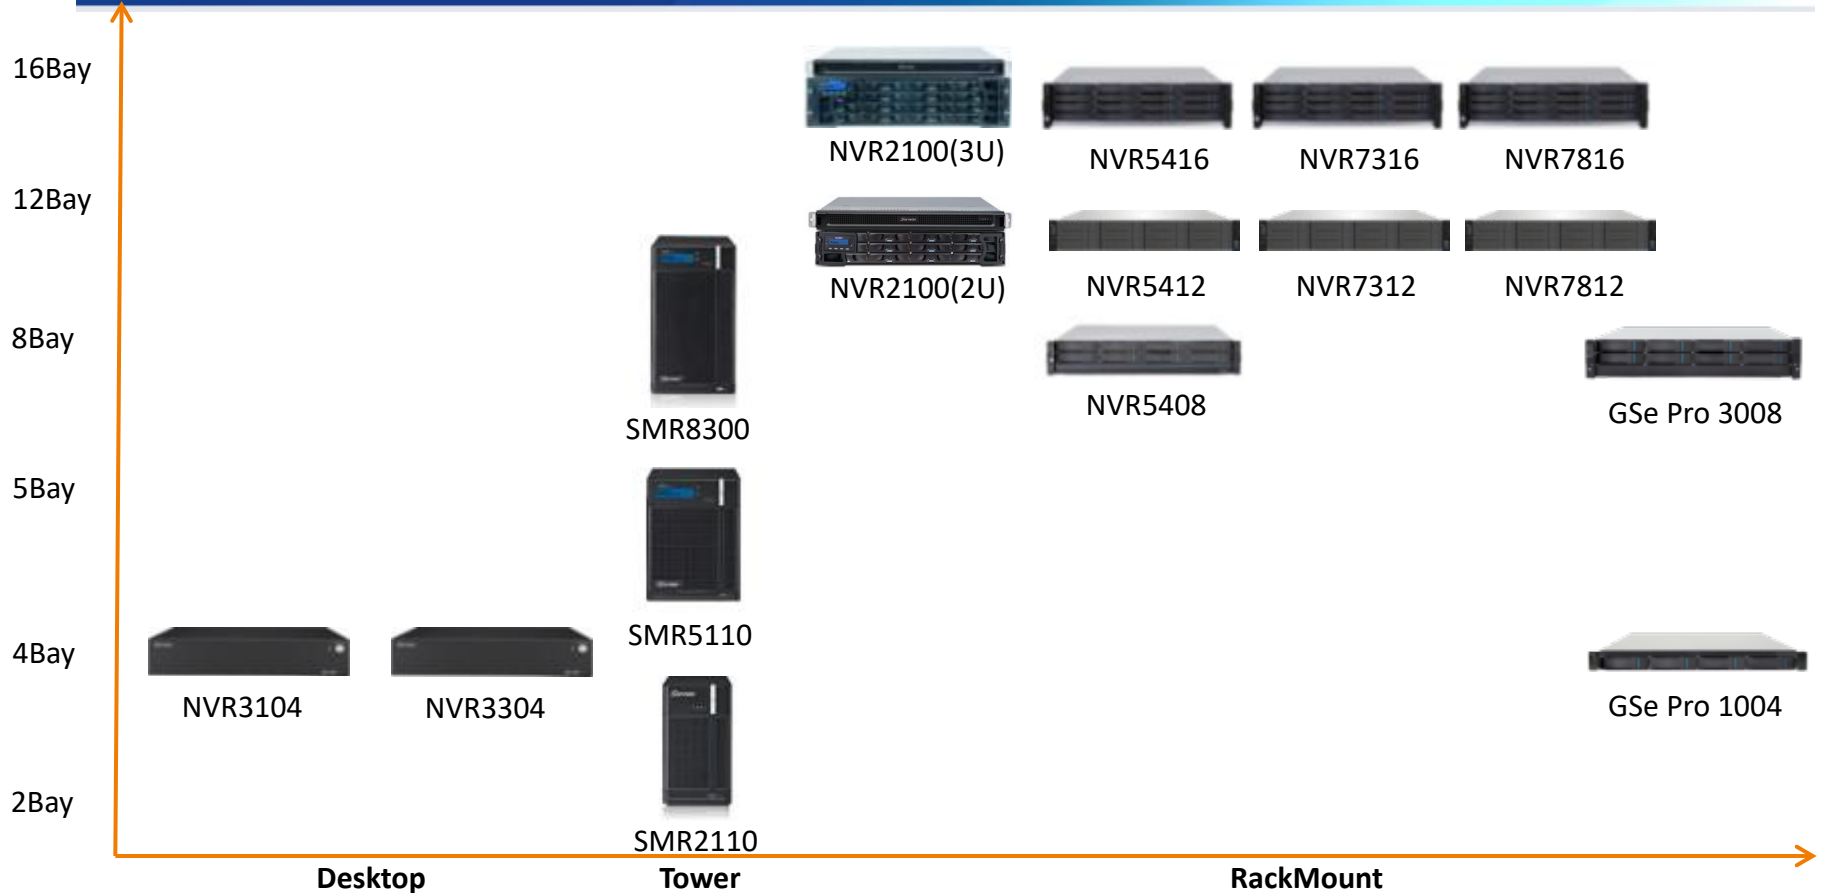 16Bay
NVR2100(3U)
NVR5416
NVR7316
NVR7816
12Bay
NVR2100(2U)
NVR5412
NVR7312
NVR7812
8Bay
SMR8300
NVR5408
GSe Pro 3008
5Bay
SMR5110
4Bay
NVR3104
NVR3304
GSe Pro 1004
2Bay
SMR2110
Desktop
Tower
RackMount